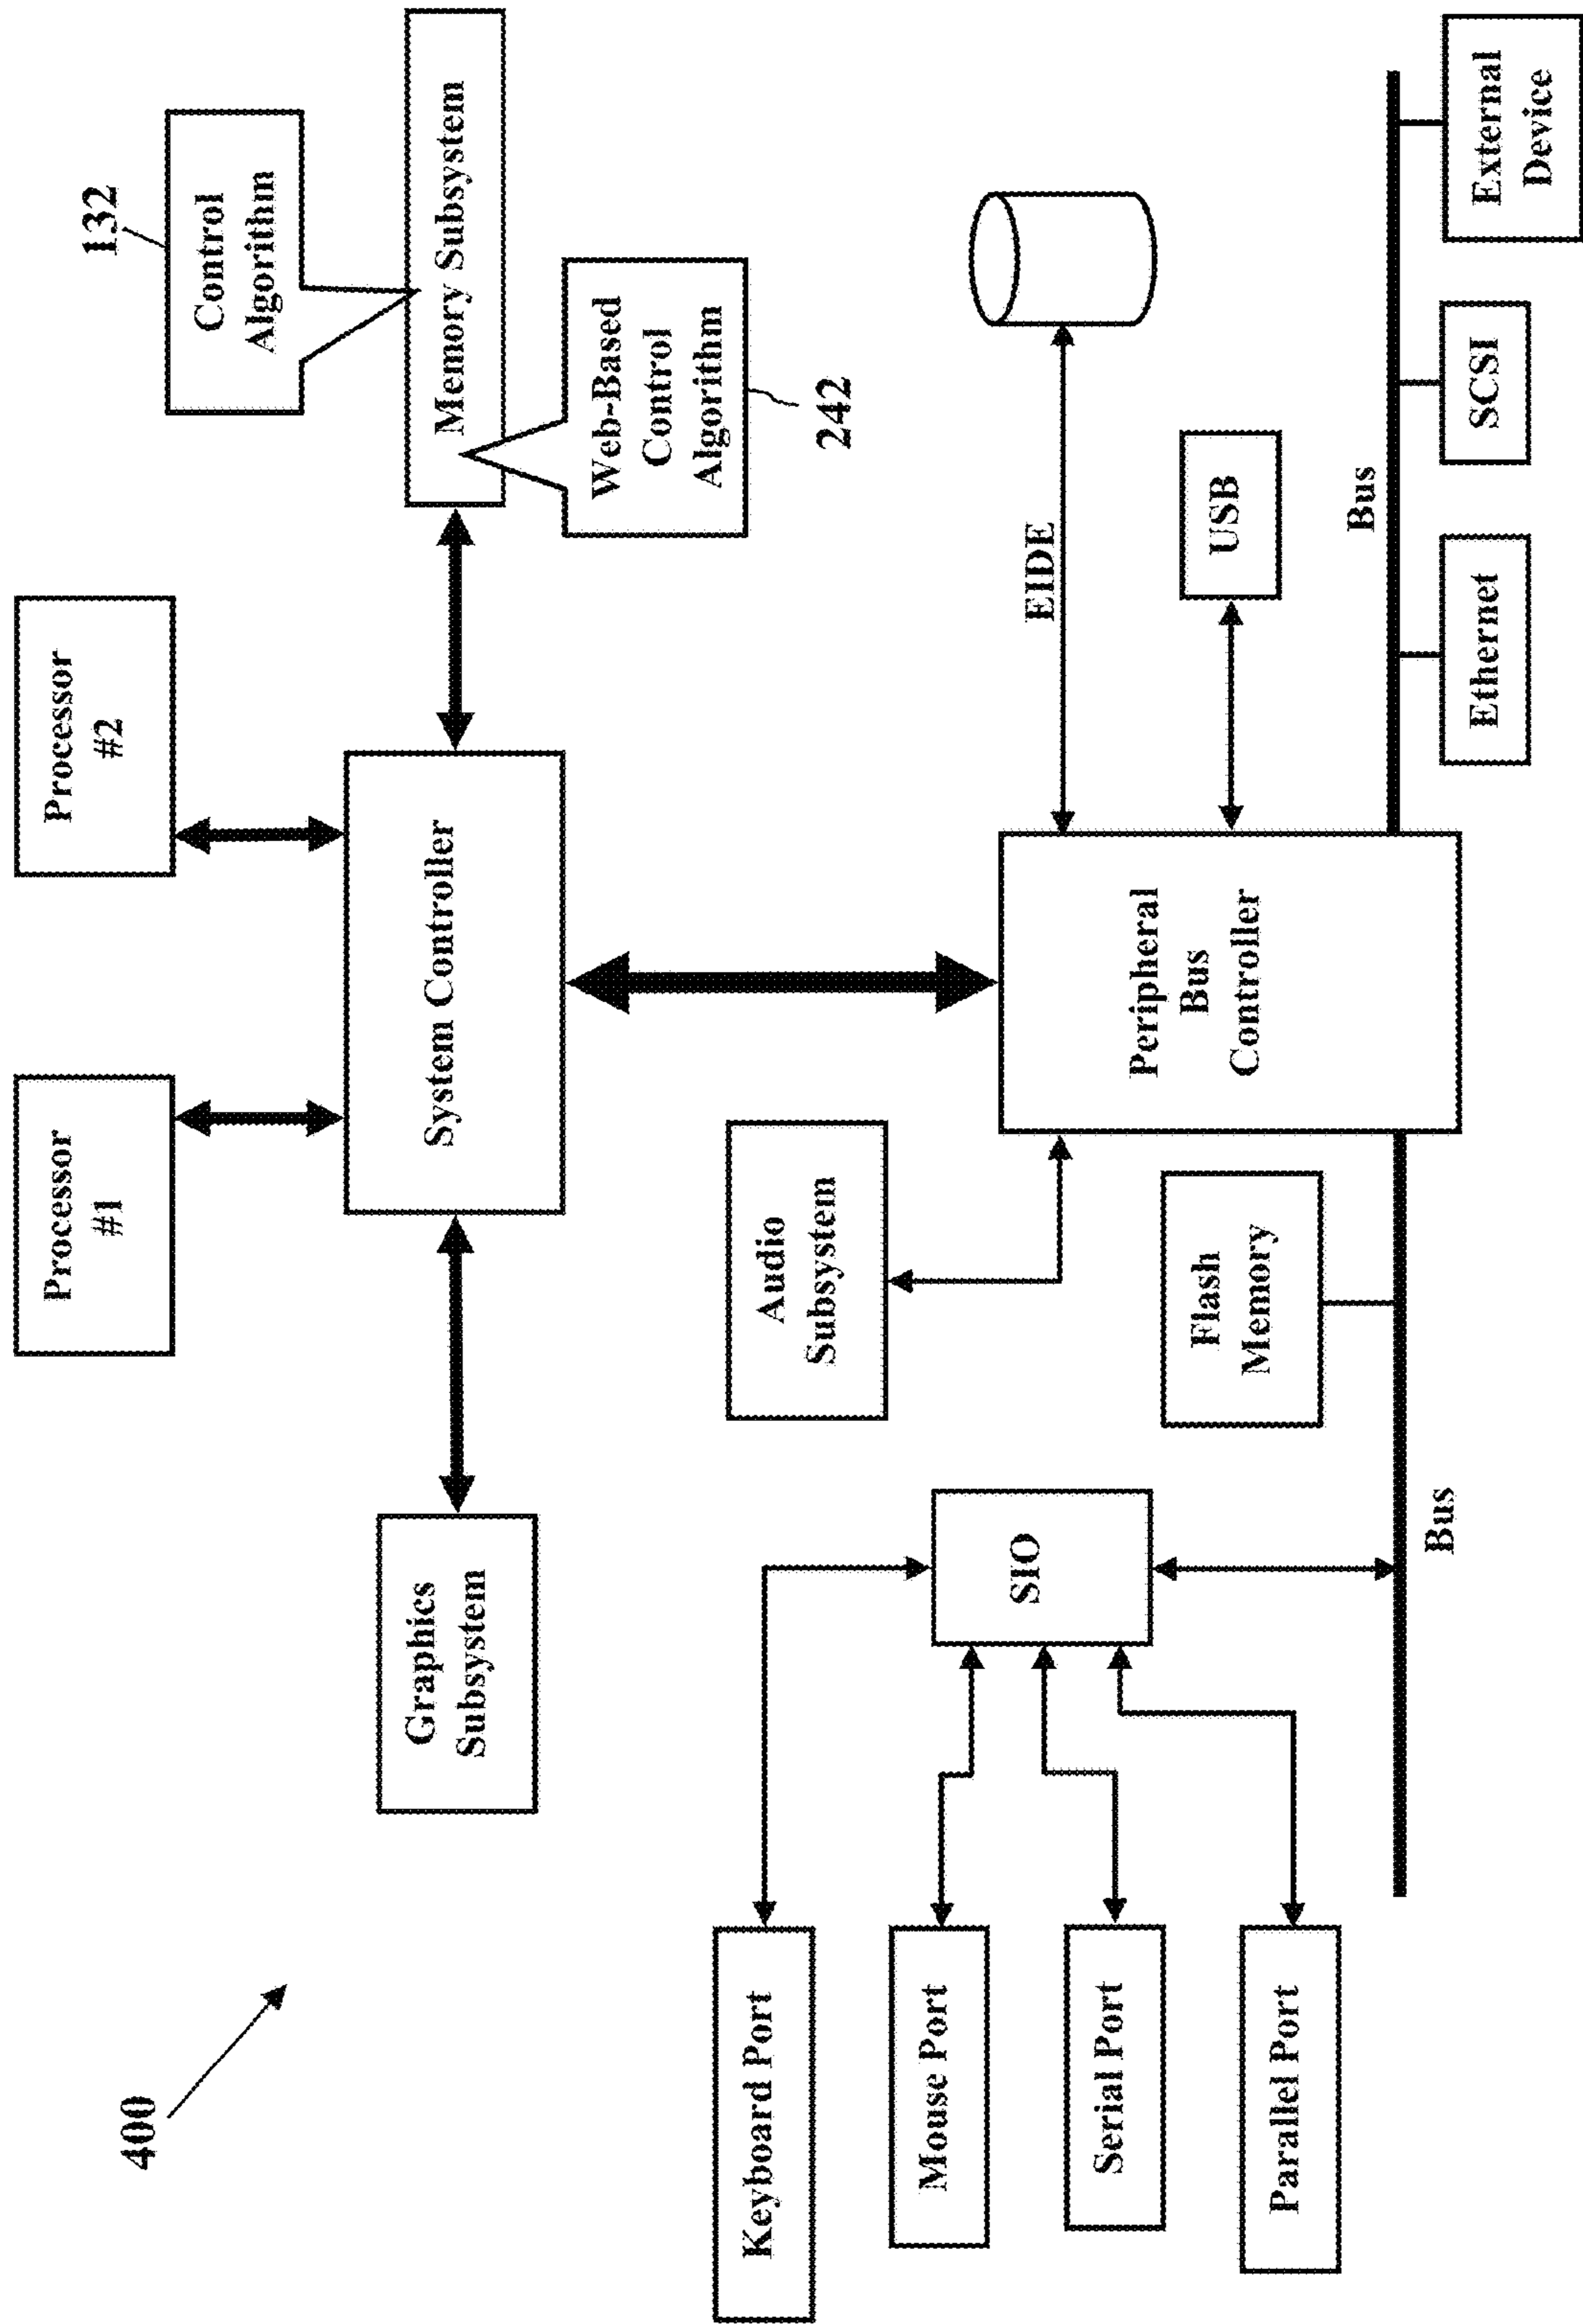 400
Processor
#1
Processor
#2
132
Control
Algorithm
Graphics
Subsystem
System Controller
Memory Subsystem
Web-Based
Control
Algorithm
242
Keyboard Port
Mouse Port
Serial Port
Parallel Port
SIO
Audio
Subsystem
Flash
Memory
Peripheral
Bus
Controller
EIDE
USB
Bus
Bus
Ethernet
SCSI
External
Device